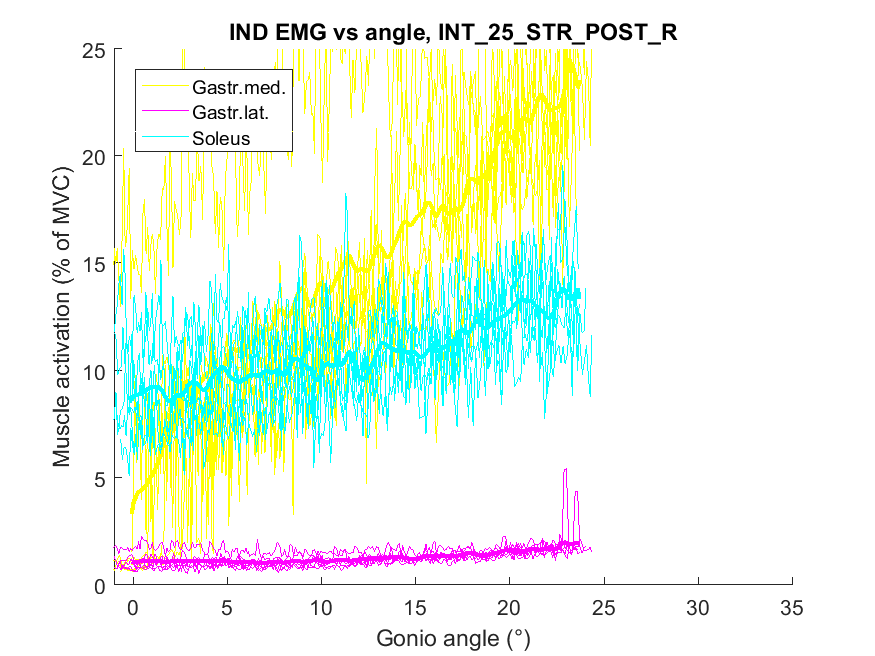 IND EMG vs angle, INT_25_STR_POST_R
25
20
15
10
5
0
Muscle activation (% of MVC)
Gastr.med.
Gastr.lat.
Soleus
0 5 10 15 20 25 30 35
Gonio angle (°)